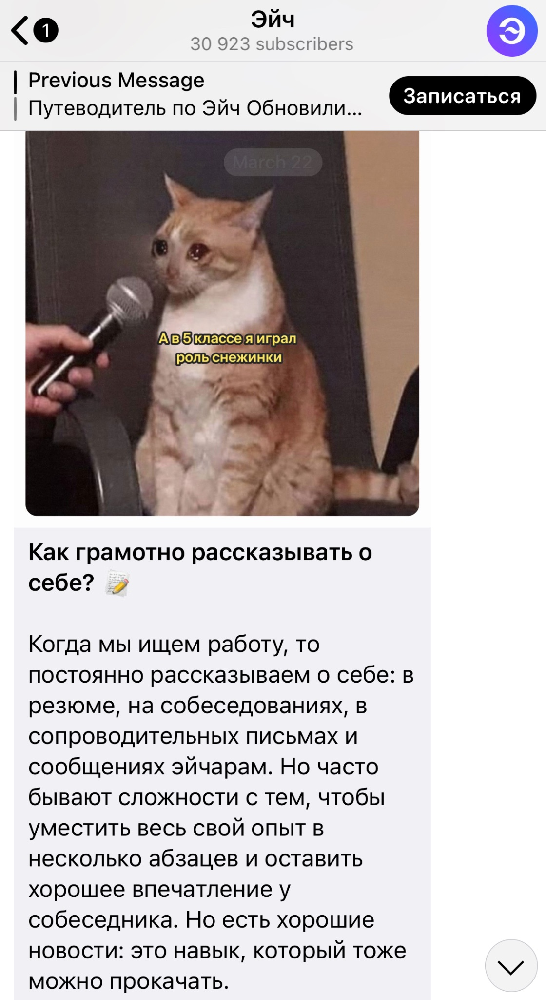 1
Эйч
30 923 subscribers
Previous Message
Путеводитель по Эйч Обновили...
Записаться
March 22
А в 5 классе я играл
роль снежинки
Как грамотно рассказывать о
себе? 📝
Когда мы ищем работу, то
постоянно рассказываем о себе: в
резюме, на собеседованиях, в
сопроводительных письмах и
сообщениях эйчарам. Но часто
бывают сложности с тем, чтобы
уместить весь свой опыт в
несколько абзацев и оставить
хорошее впечатление у
собеседника. Но есть хорошие
новости: это навык, который тоже
можно прокачать.